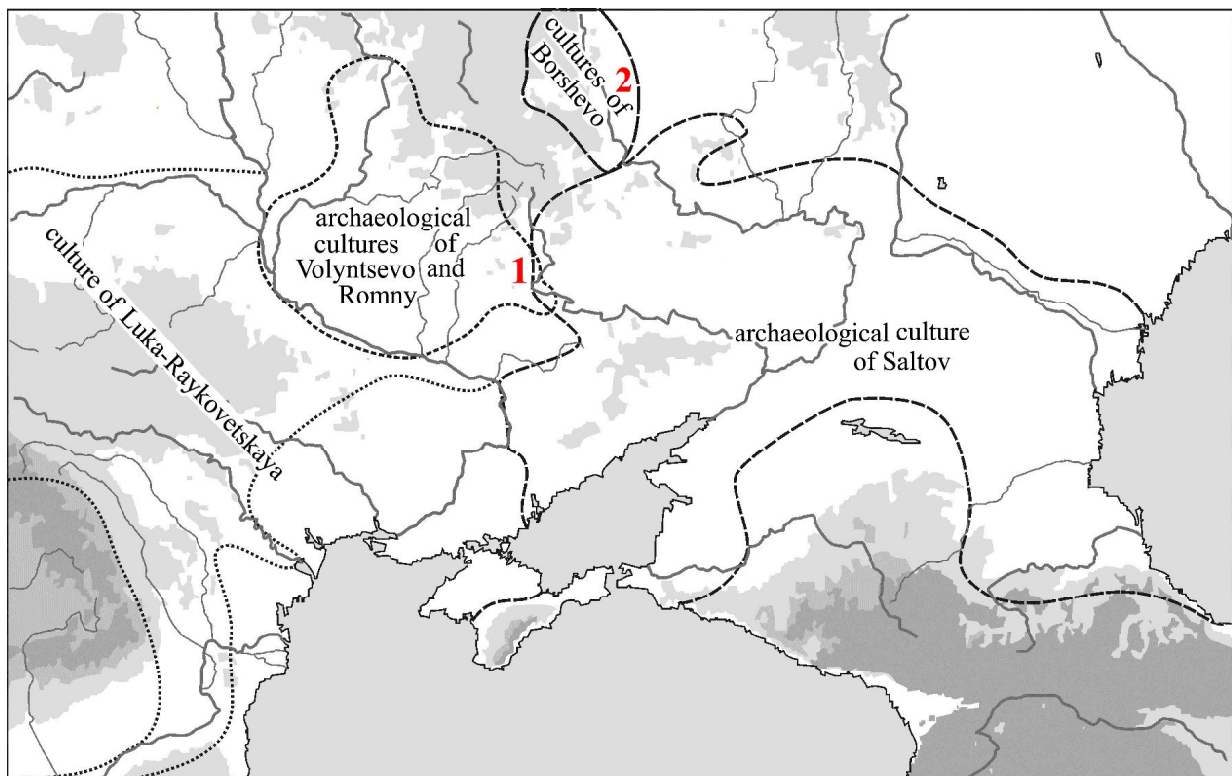 cultures of
Borshevo
2
archaeological
cultures of
Volyntsevo and
Romny
1
culture of Luka-Raykovetskaya
archaeological culture
of Saltov